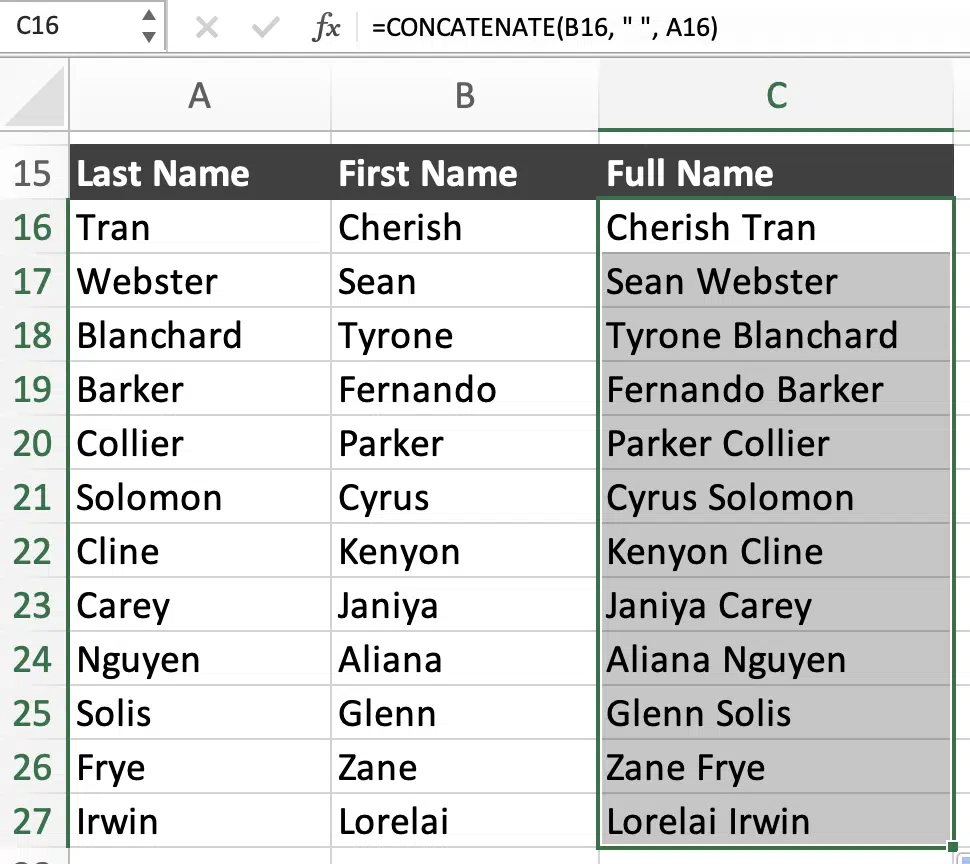 C16 fx =CONCATENATE(B16, " ", A16)
A B C
15 Last Name First Name Full Name
16 Tran Cherish Cherish Tran
17 Webster Sean Sean Webster
18 Blanchard Tyrone Tyrone Blanchard
19 Barker Fernando Fernando Barker
20 Collier Parker Parker Collier
21 Solomon Cyrus Cyrus Solomon
22 Cline Kenyon Kenyon Cline
23 Carey Janiya Janiya Carey
24 Nguyen Aliana Aliana Nguyen
25 Solis Glenn Glenn Solis
26 Frye Zane Zane Frye
27 Irwin Lorelai Lorelai Irwin